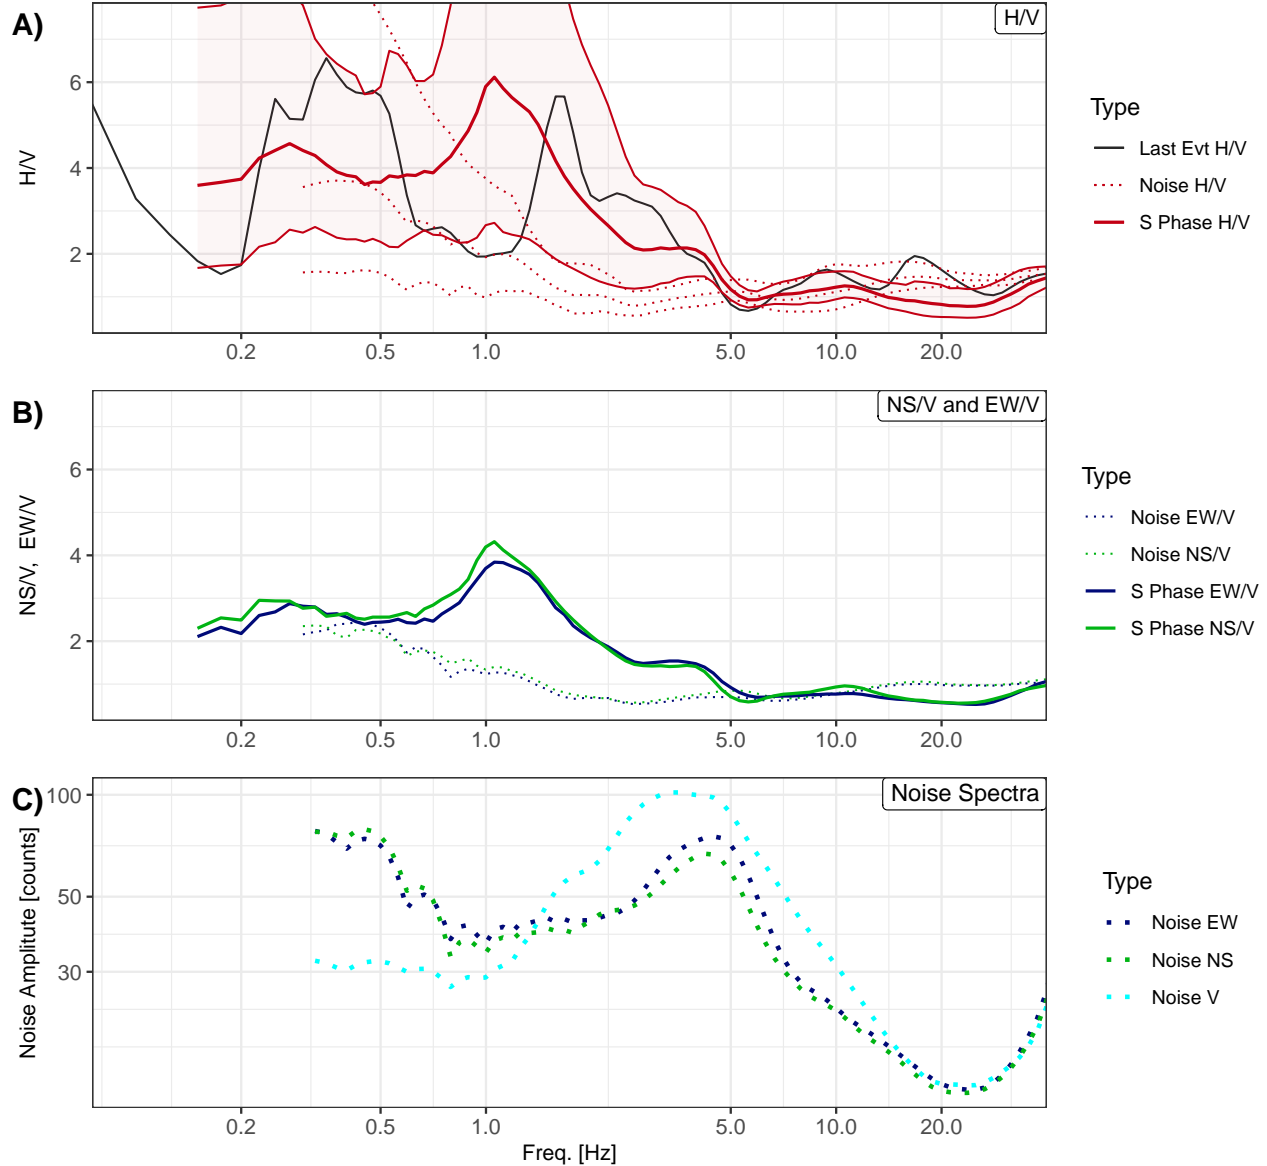 A)
H/V
H/V
6
4
2
0.2 0.5 1.0 5.0 10.0 20.0
Type
Last Evt H/V
Noise H/V
S Phase H/V
B)
NS/V and EW/V
NS/V, EW/V
6
4
2
0.2 0.5 1.0 5.0 10.0 20.0
Type
Noise EW/V
Noise NS/V
S Phase EW/V
S Phase NS/V
C)
Noise Spectra
Noise Amplitute [counts]
100
50
30
0.2 0.5 1.0 5.0 10.0 20.0
Freq. [Hz]
Type
Noise EW
Noise NS
Noise V